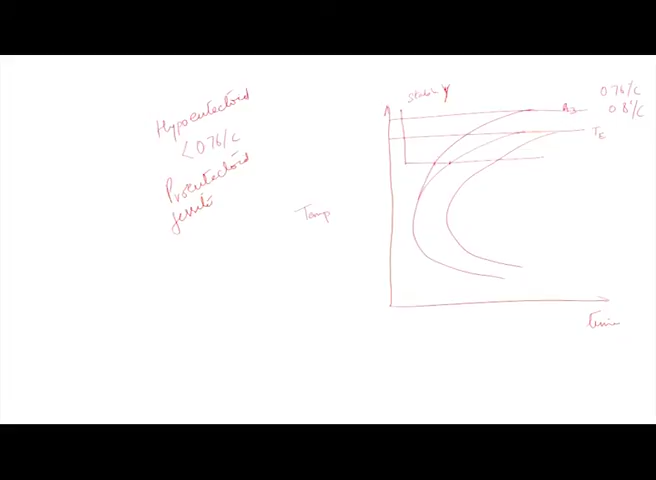 Hypoeutectoid
< 0.76/C
Proeutectoid
ferrite
Temp
Stable γ
A3
0.76/C
0.8/C
TE
time